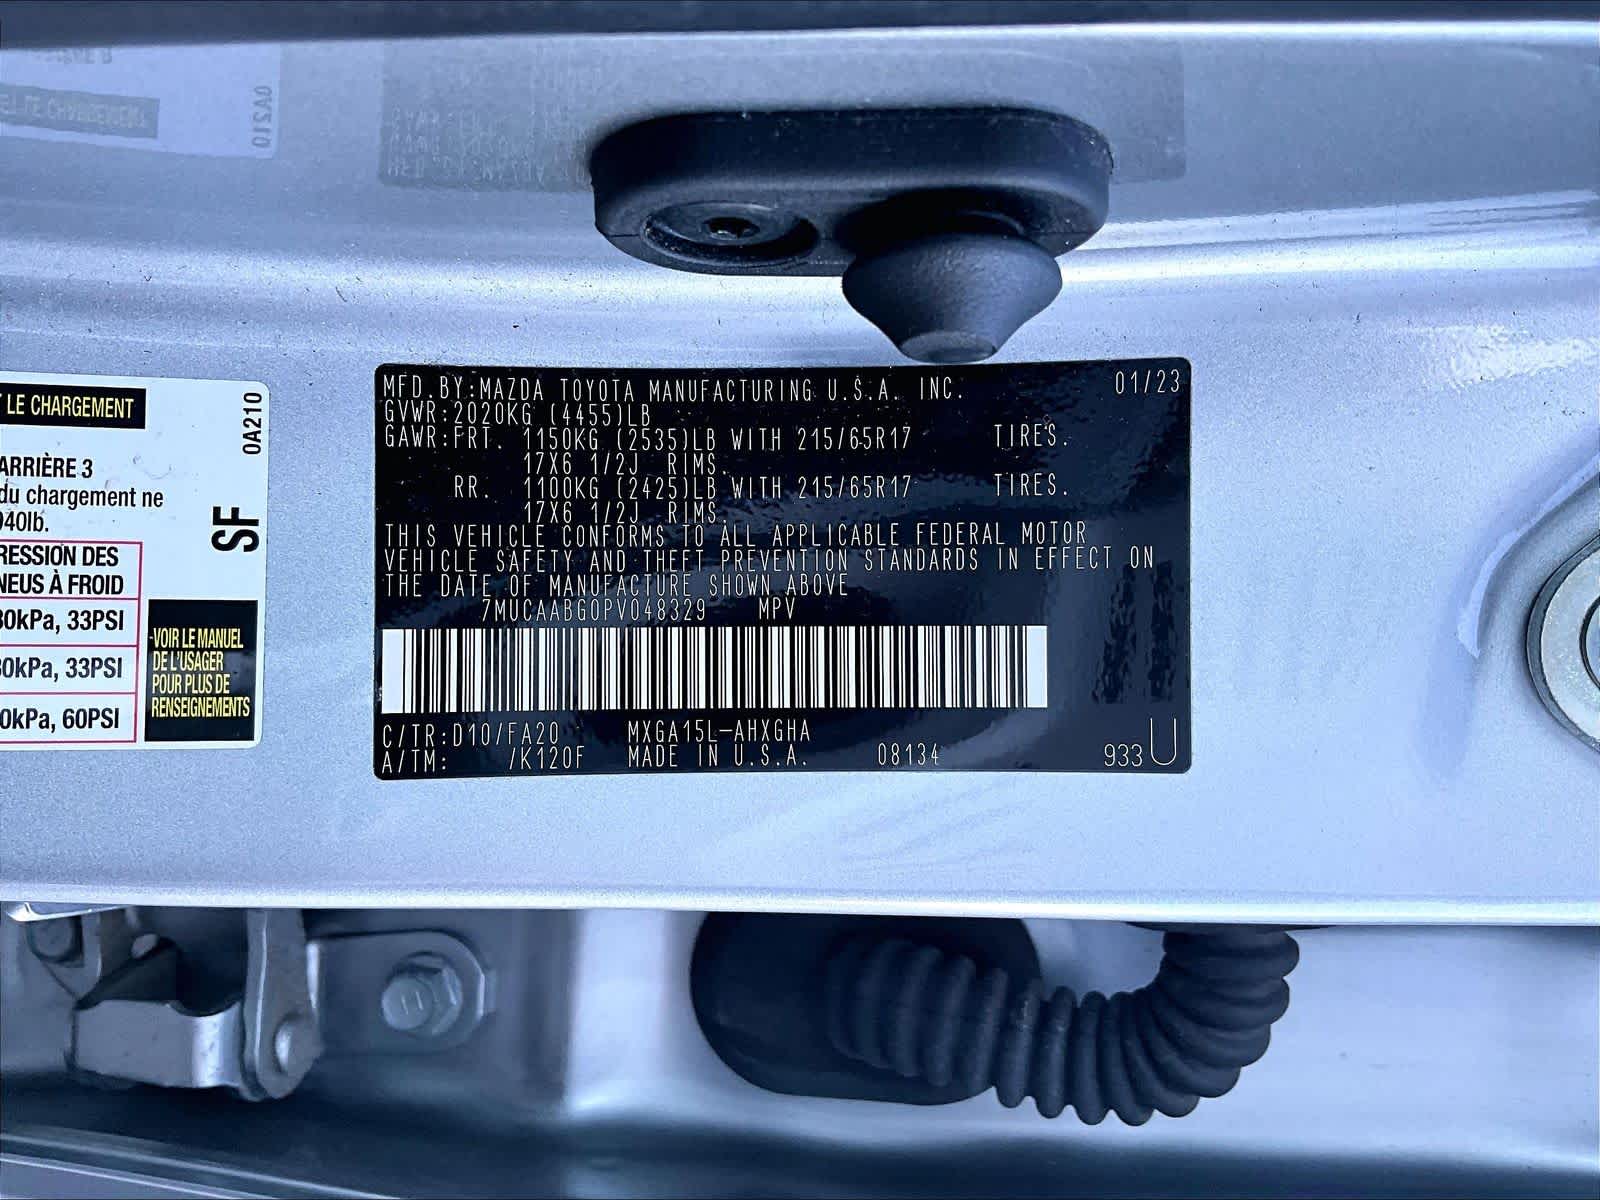 LE CHARGEMENT
0A210
ARRIÈRE 3
du chargement ne
940lb.
SF
RESSION DES
NEUS À FROID
30kPa, 33PSI
30kPa, 33PSI
0kPa, 60PSI
-VOIR LE MANUEL
DE L'USAGER
POUR PLUS DE
RENSEIGNEMENTS
MFD.BY:MAZDA TOYOTA MANUFACTURING U.S.A. INC. 01/23
GVWR:2020KG (4455)LB
GAWR:FRT. 1150KG (2535)LB WITH 215/65R17 TIRES.
17X6 1/2J RIMS.
RR. 1100KG (2425)LB WITH 215/65R17 TIRES.
17X6 1/2J RIMS.
THIS VEHICLE CONFORMS TO ALL APPLICABLE FEDERAL MOTOR
VEHICLE SAFETY AND THEFT PREVENTION STANDARDS IN EFFECT ON
THE DATE OF MANUFACTURE SHOWN ABOVE
7MUCAABG0PV048329 MPV
C/TR:D10/FA20 MXGA15L-AHXGHA
A/TM: /K120F MADE IN U.S.A. 08134 933U